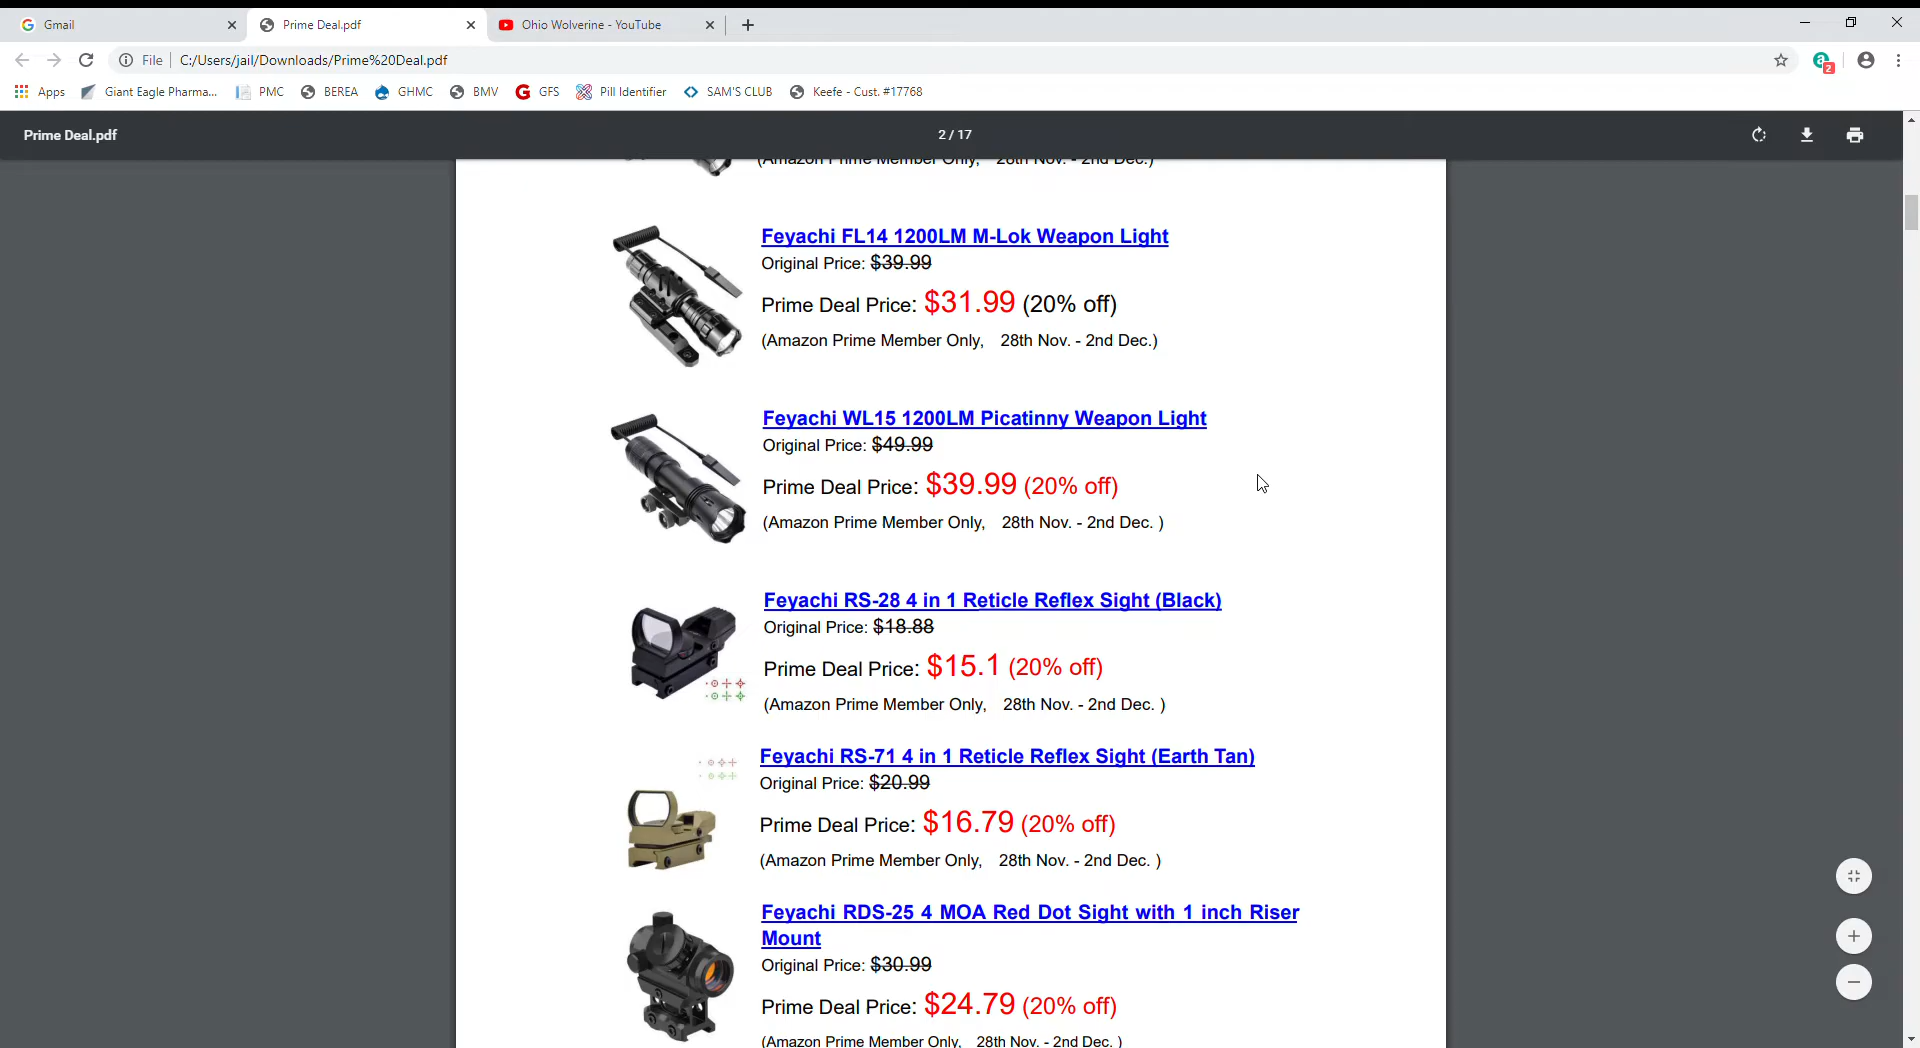 Gmail
Prime Deal.pdf
Ohio Wolverine - YouTube
File
C:/Users/jail/Downloads/Prime%20Deal.pdf
2
Apps
Giant Eagle Pharma...
PMC
BEREA
GHMC
BMV
GFS
Pill Identifier
SAM'S CLUB
Keefe - Cust. #17768
Prime Deal.pdf
2 / 17
(Amazon Prime Member Only, 28th Nov. - 2nd Dec.)
Feyachi FL14 1200LM M-Lok Weapon Light
Original Price: $39.99
Prime Deal Price: $31.99 (20% off)
(Amazon Prime Member Only, 28th Nov. - 2nd Dec.)
Feyachi WL15 1200LM Picatinny Weapon Light
Original Price: $49.99
Prime Deal Price: $39.99 (20% off)
(Amazon Prime Member Only, 28th Nov. - 2nd Dec. )
Feyachi RS-28 4 in 1 Reticle Reflex Sight (Black)
Original Price: $18.88
Prime Deal Price: $15.1 (20% off)
(Amazon Prime Member Only, 28th Nov. - 2nd Dec. )
Feyachi RS-71 4 in 1 Reticle Reflex Sight (Earth Tan)
Original Price: $20.99
Prime Deal Price: $16.79 (20% off)
(Amazon Prime Member Only, 28th Nov. - 2nd Dec. )
Feyachi RDS-25 4 MOA Red Dot Sight with 1 inch Riser
Mount
Original Price: $30.99
Prime Deal Price: $24.79 (20% off)
(Amazon Prime Member Only, 28th Nov. - 2nd Dec. )